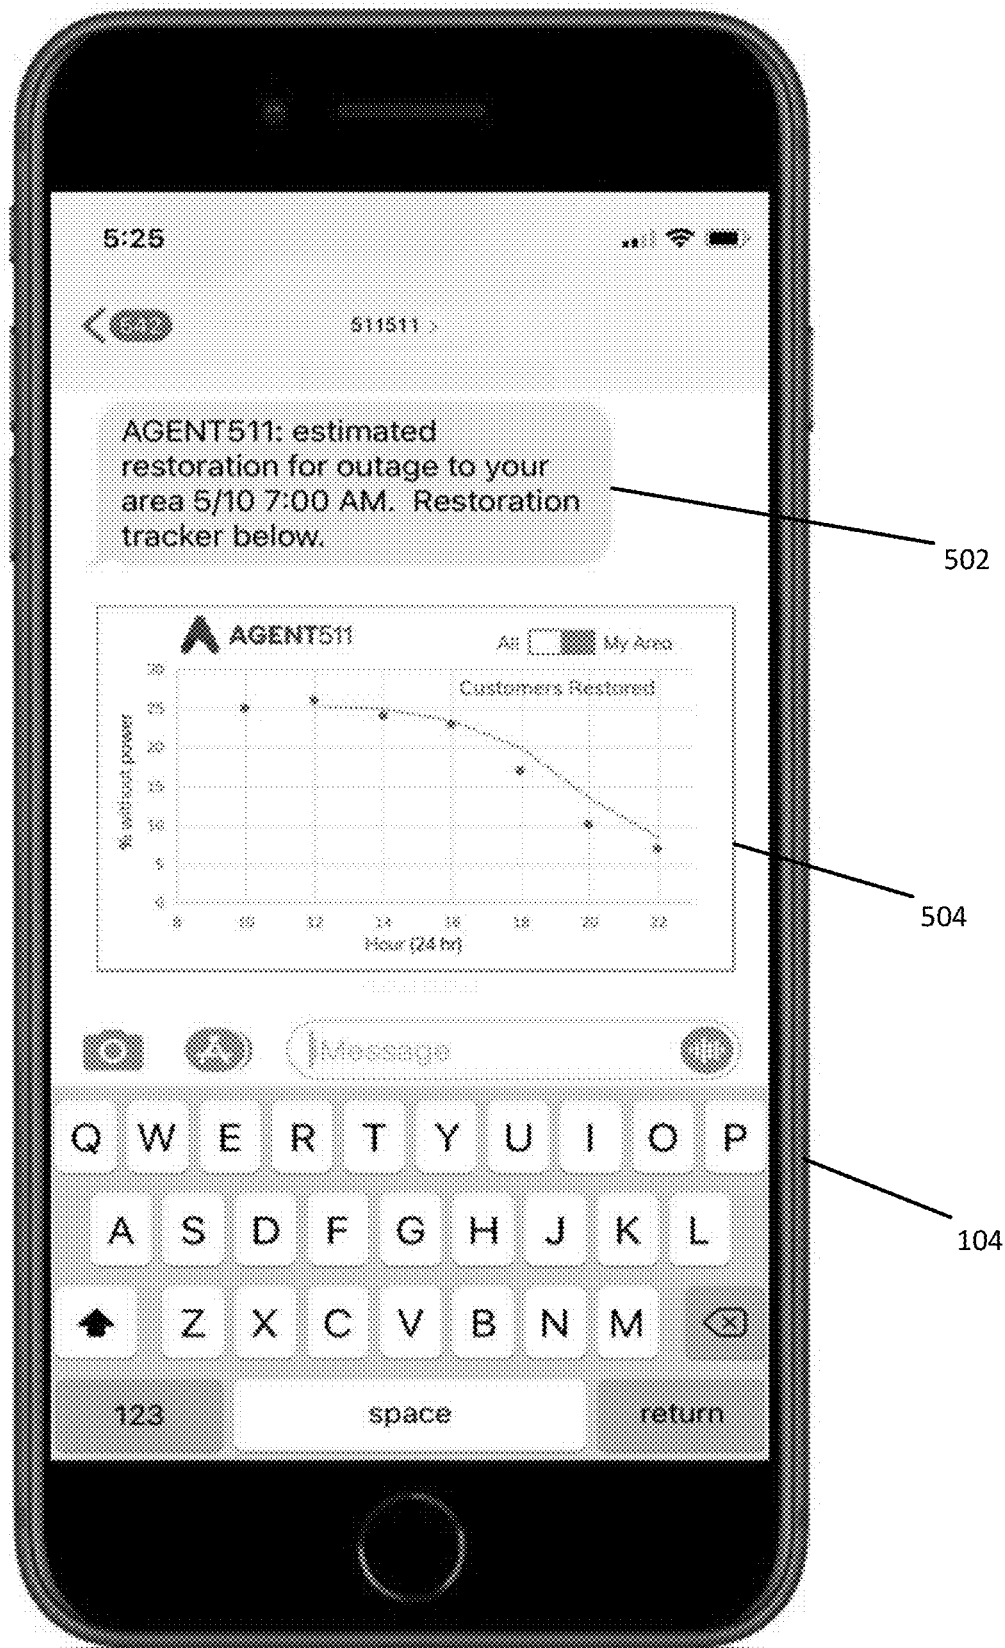 5:25
511511 >
AGENT511: estimated
restoration for outage to your
area 5/10 7:00 AM. Restoration
tracker below.
502
AGENT511
All My Area
Customers Restored
% without power
30
25
20
15
10
5
0
8 10 12 14 16 18 20 22
Hour (24 hr)
504
Message
Q W E R T Y U I O P
A S D F G H J K L
104
Z X C V B N M
123 space return